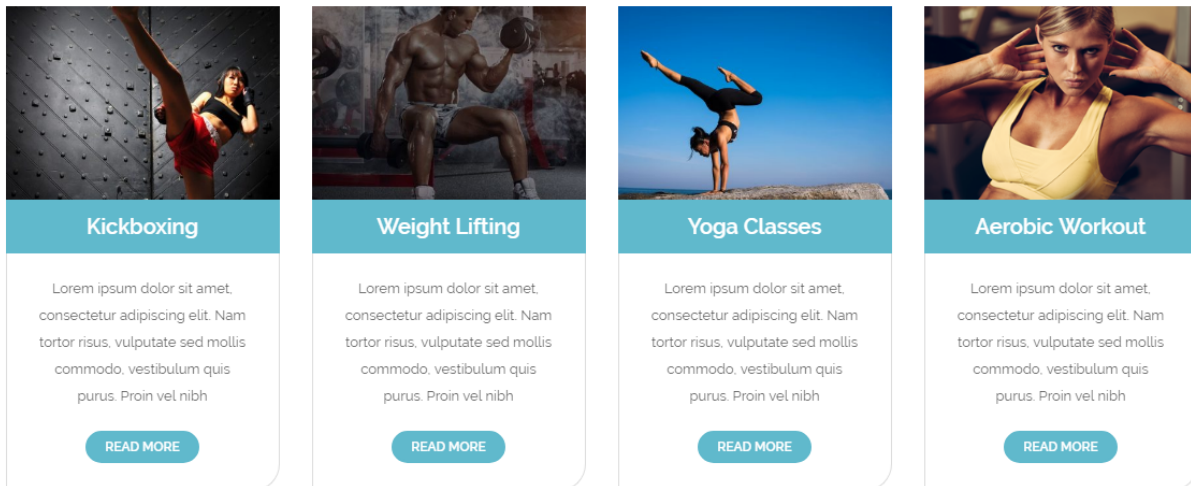 Kickboxing
Lorem ipsum dolor sit amet,
consectetur adipiscing elit. Nam
tortor risus, vulputate sed mollis
commodo, vestibulum quis
purus. Proin vel nibh
READ MORE
Weight Lifting
Lorem ipsum dolor sit amet,
consectetur adipiscing elit. Nam
tortor risus, vulputate sed mollis
commodo, vestibulum quis
purus. Proin vel nibh
READ MORE
Yoga Classes
Lorem ipsum dolor sit amet,
consectetur adipiscing elit. Nam
tortor risus, vulputate sed mollis
commodo, vestibulum quis
purus. Proin vel nibh
READ MORE
Aerobic Workout
Lorem ipsum dolor sit amet,
consectetur adipiscing elit. Nam
tortor risus, vulputate sed mollis
commodo, vestibulum quis
purus. Proin vel nibh
READ MORE